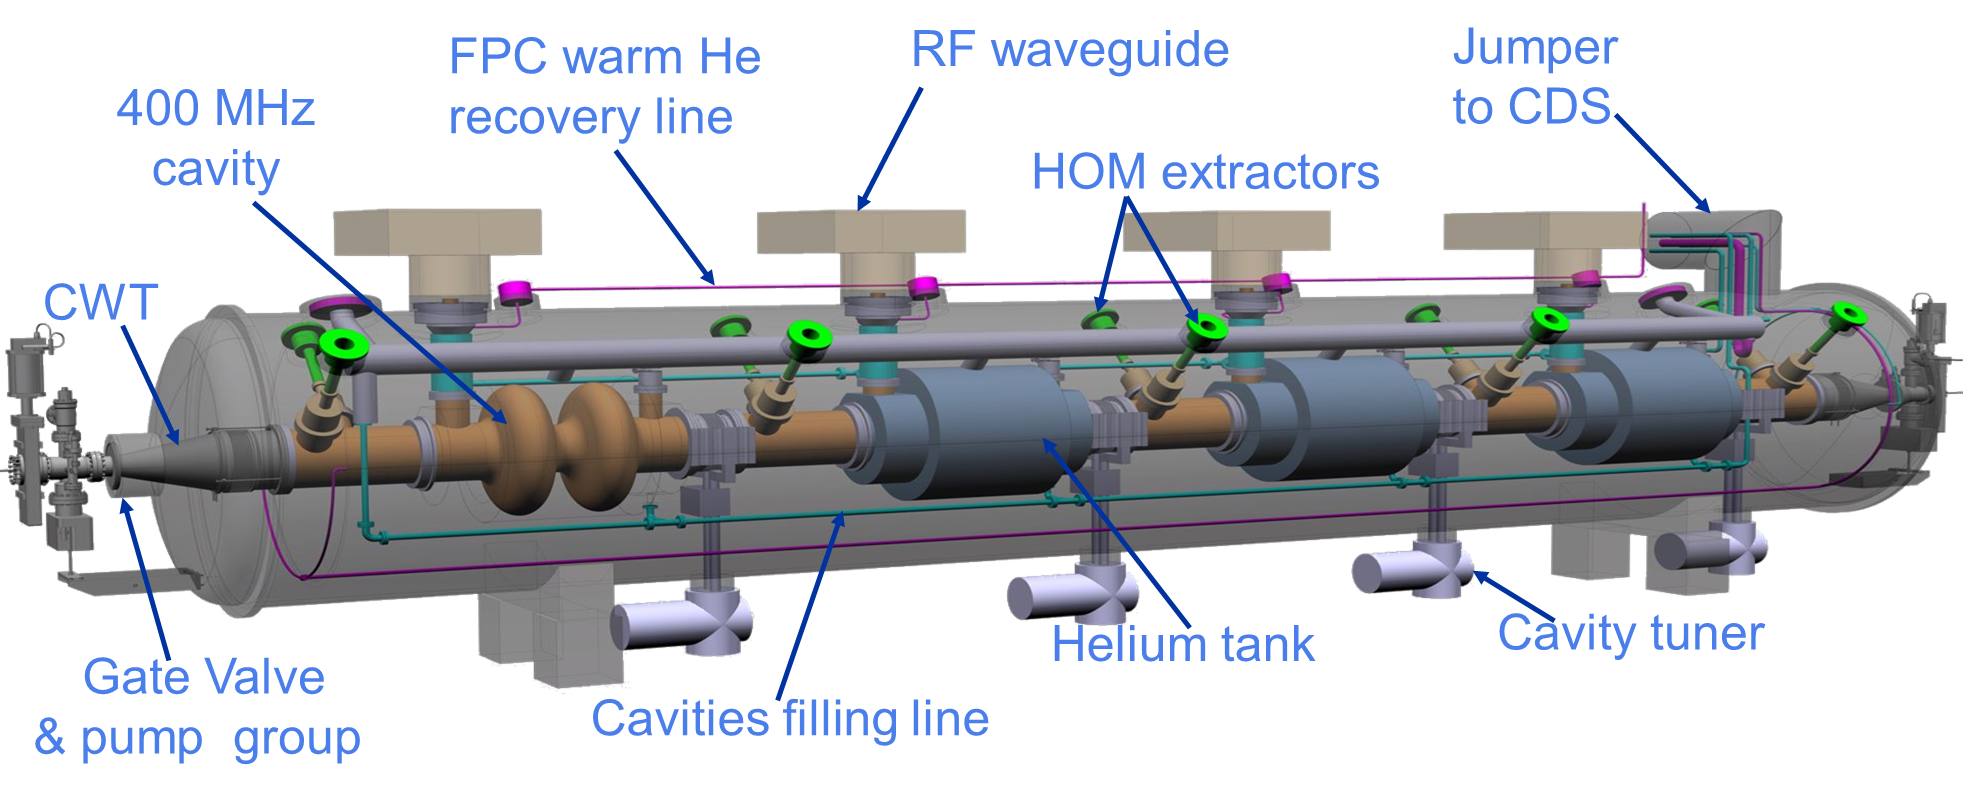 FPC warm He
recovery line
RF waveguide
Jumper
to CDS
400 MHz
cavity
HOM extractors
CWT
Gate Valve
& pump group
Cavities filling line
Helium tank
Cavity tuner